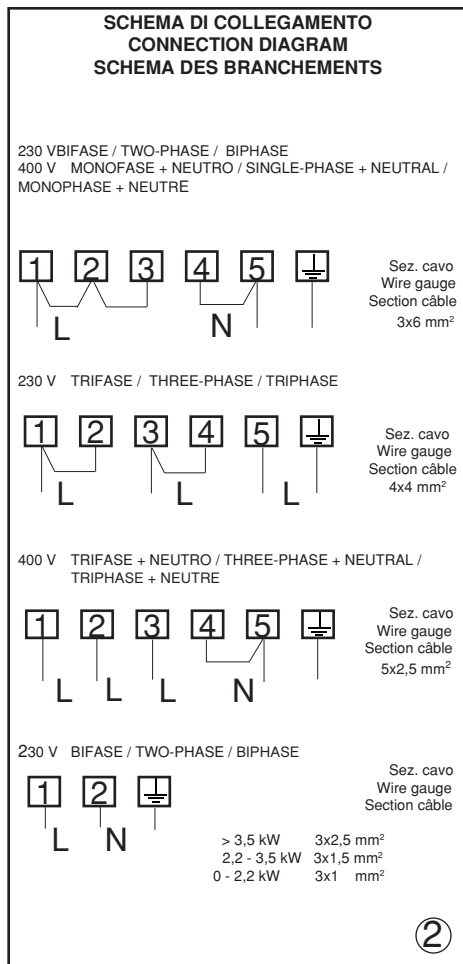 SCHEMA DI COLLEGAMENTO
CONNECTION DIAGRAM
SCHEMA DES BRANCHEMENTS
230 VBIFASE / TWO-PHASE / BIPHASE
400 V MONOFASE + NEUTRO / SINGLE-PHASE + NEUTRAL /
MONOPHASE + NEUTRE
1 2 3 4 5
L N
Sez. cavo
Wire gauge
Section câble
3x6 mm²
230 V TRIFASE / THREE-PHASE / TRIPHASE
1 2 3 4 5
L L L
Sez. cavo
Wire gauge
Section câble
4x4 mm²
400 V TRIFASE + NEUTRO / THREE-PHASE + NEUTRAL /
TRIPHASE + NEUTRE
1 2 3 4 5
L L L N
Sez. cavo
Wire gauge
Section câble
5x2,5 mm²
230 V BIFASE / TWO-PHASE / BIPHASE
1 2
L N
Sez. cavo
Wire gauge
Section câble
> 3,5 kW 3x2,5 mm²
2,2 - 3,5 kW 3x1,5 mm²
0 - 2,2 kW 3x1 mm²
2